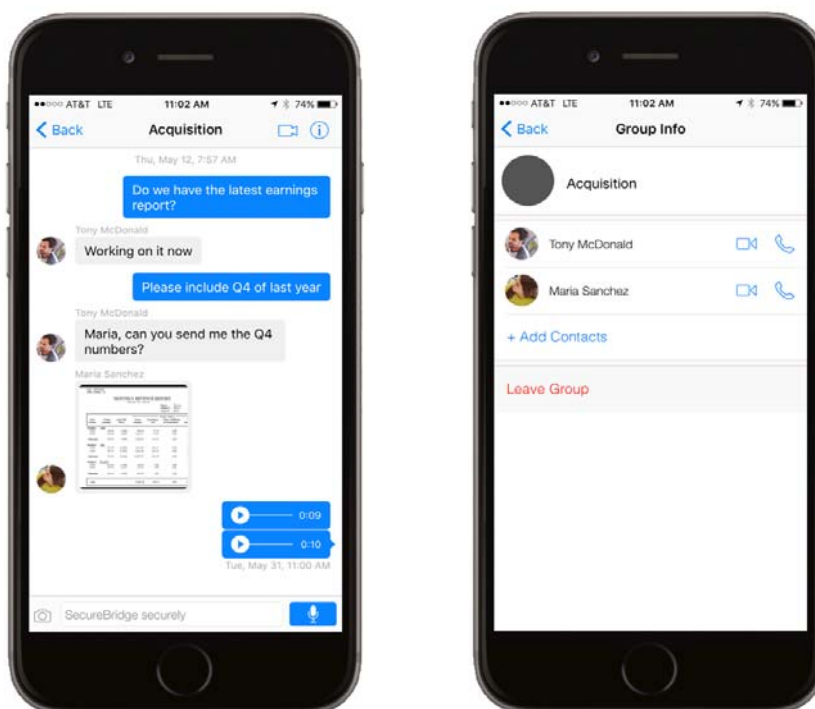 AT&T LTE 11:02 AM 74%
Back Acquisition
Thu, May 12, 7:57 AM
Do we have the latest earnings
report?
Tony McDonald
Working on it now
Please include Q4 of last year
Tony McDonald
Maria, can you send me the Q4
numbers?
Maria Sanchez
0:09
0:10
Tue, May 31, 11:00 AM
SecureBridge securely
AT&T LTE 11:02 AM 74%
Back Group Info
Acquisition
Tony McDonald
Maria Sanchez
+ Add Contacts
Leave Group